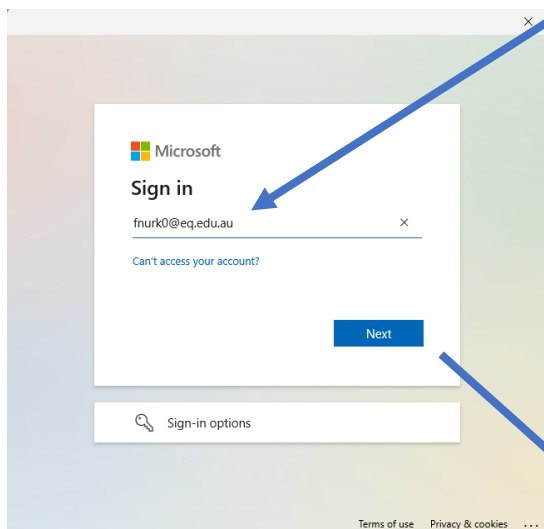 Microsoft
Sign in
fnurk0@eq.edu.au
Can't access your account?
Next
Sign-in options
Terms of use Privacy & cookies ...